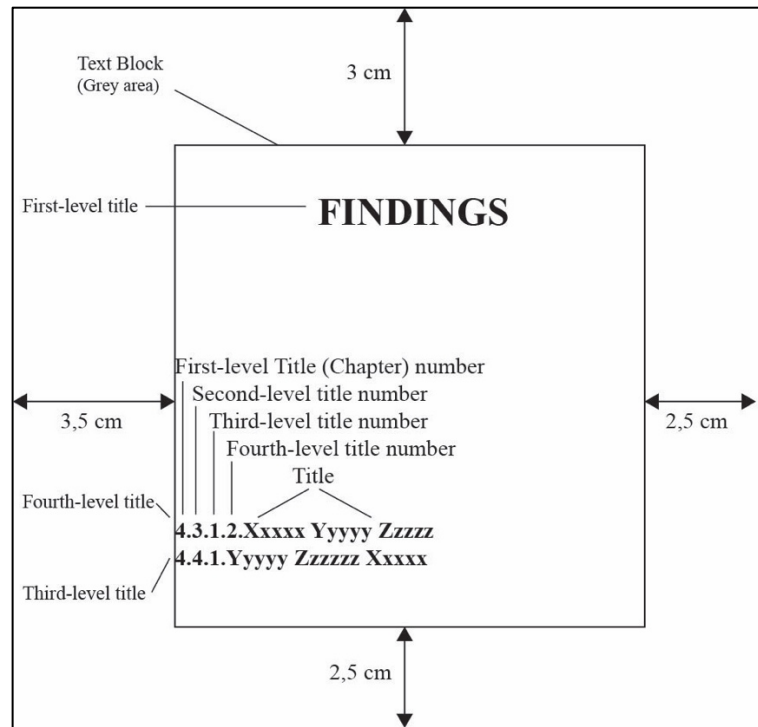 3 cm
Text Block
(Grey area)
First-level title
FINDINGS
First-level Title (Chapter) number
Second-level title number
3,5 cm
2,5 cm
Third-level title number
Fourth-level title number
Title
Fourth-level title
4.3.1.2.Xxxxx Yyyyy Zzzzz
4.4.1.Yyyyy Zzzzzz Xxxxx
Third-level title
2,5 cm